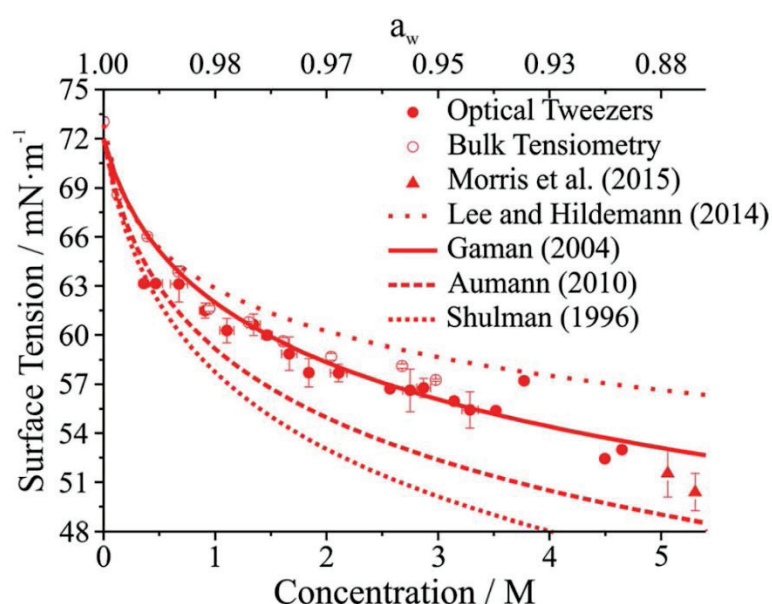 a_w
1.00 0.98 0.97 0.95 0.93 0.88
75
72
69
66
63
60
57
54
51
48
Surface Tension / mN·m⁻¹
Optical Tweezers
Bulk Tensiometry
Morris et al. (2015)
Lee and Hildemann (2014)
Gaman (2004)
Aumann (2010)
Shulman (1996)
0 1 2 3 4 5
Concentration / M